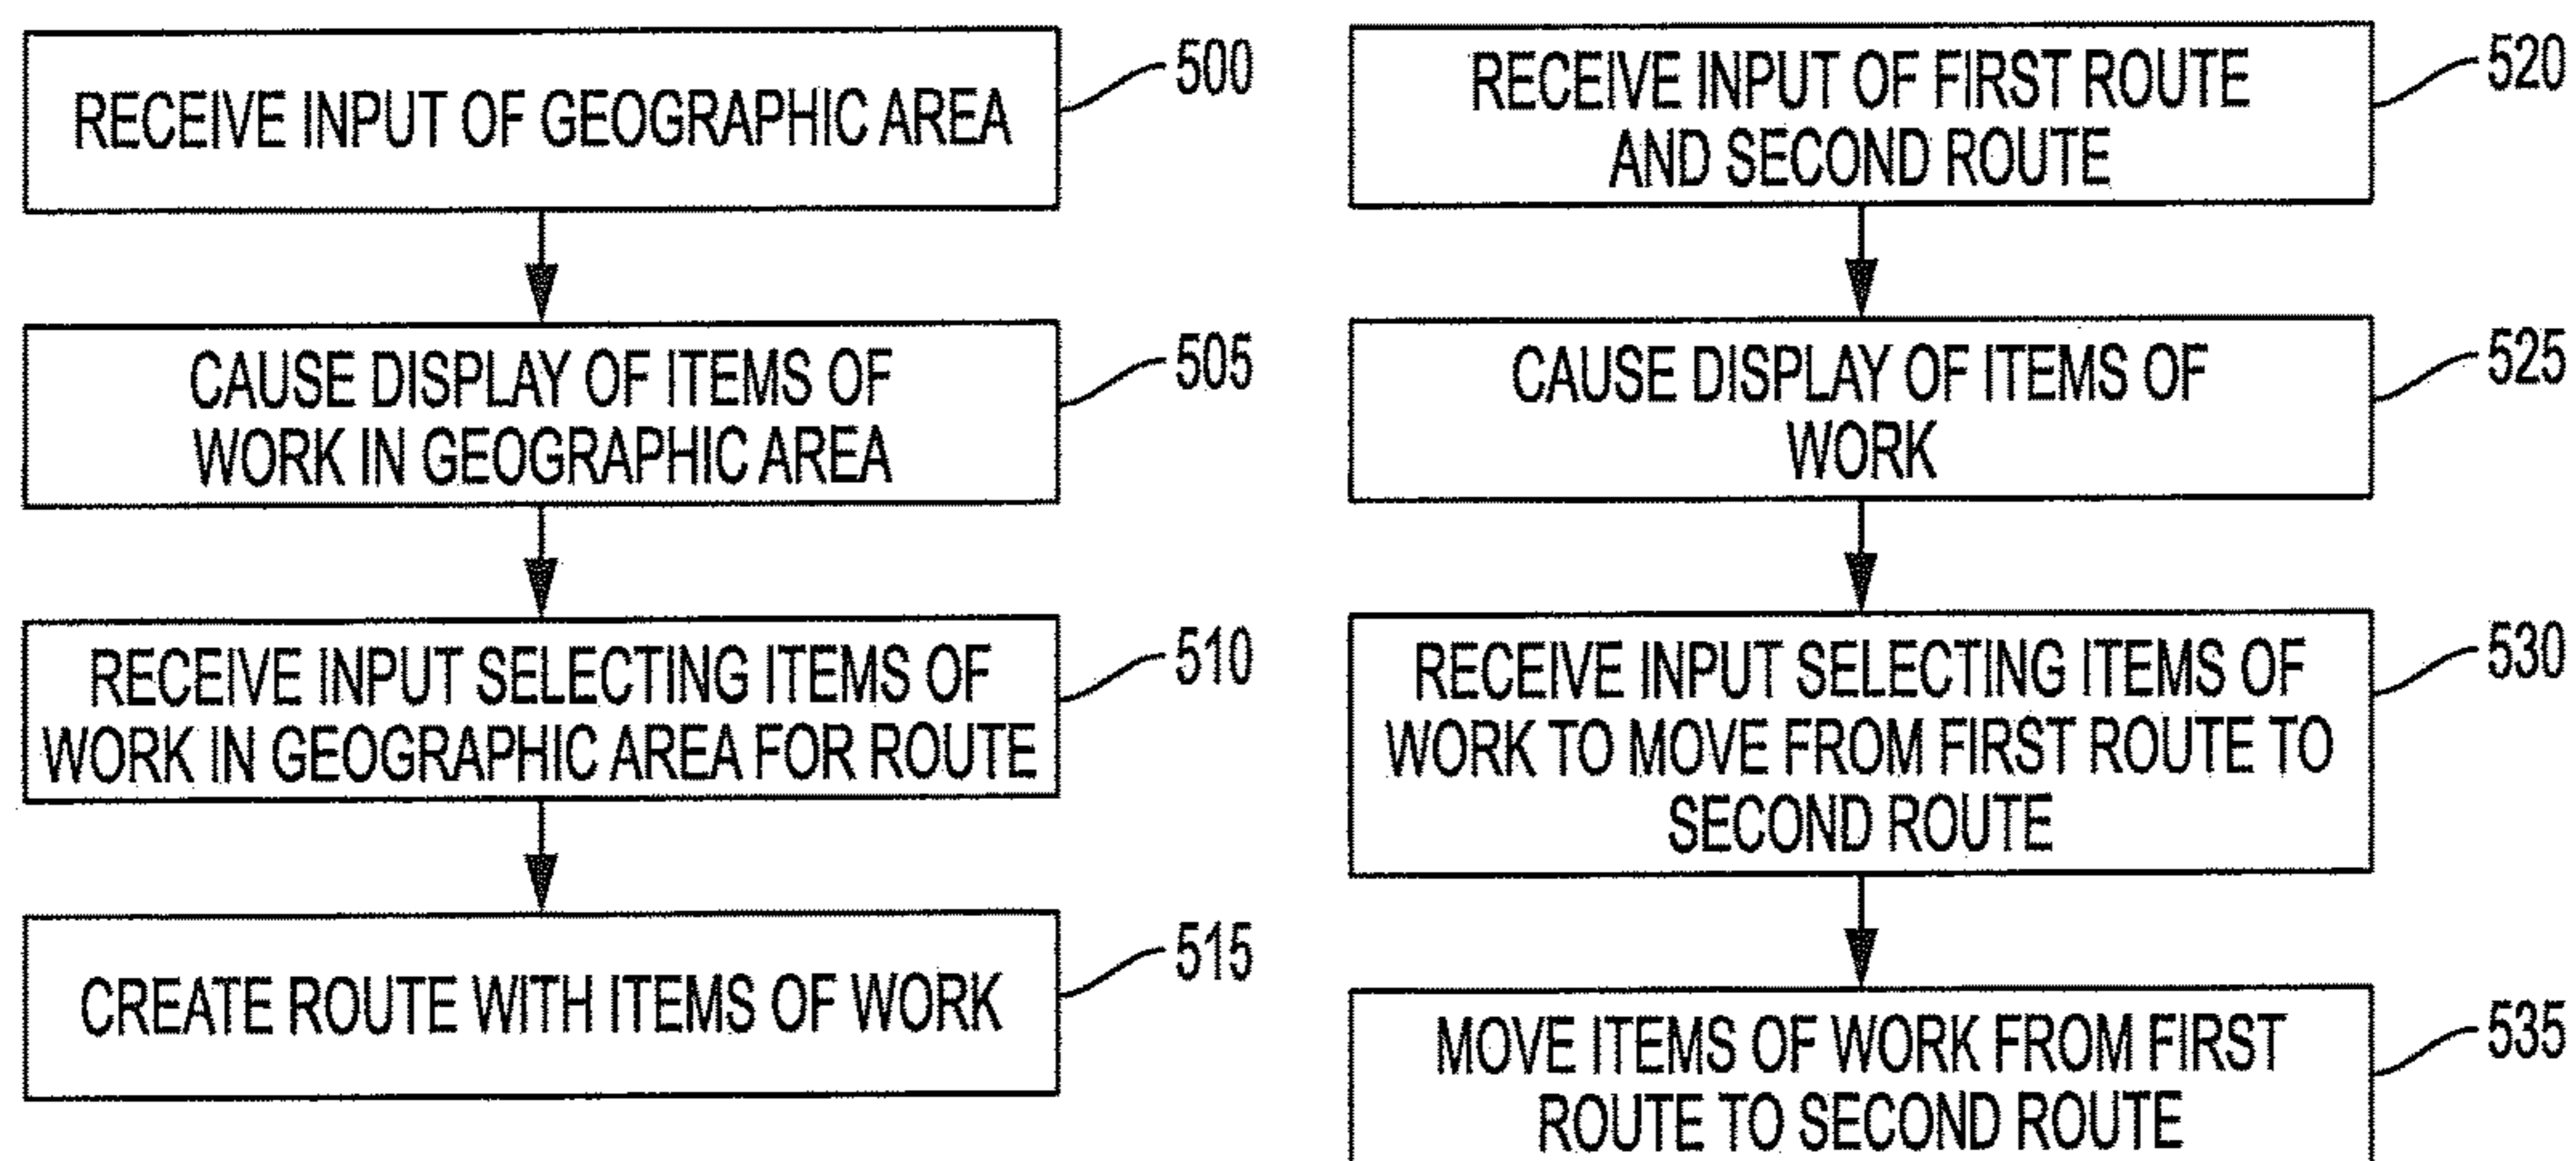 RECEIVE INPUT OF GEOGRAPHIC AREA
500
CAUSE DISPLAY OF ITEMS OF
WORK IN GEOGRAPHIC AREA
505
RECEIVE INPUT SELECTING ITEMS OF
WORK IN GEOGRAPHIC AREA FOR ROUTE
510
CREATE ROUTE WITH ITEMS OF WORK
515
RECEIVE INPUT OF FIRST ROUTE
AND SECOND ROUTE
520
CAUSE DISPLAY OF ITEMS OF
WORK
525
RECEIVE INPUT SELECTING ITEMS OF
WORK TO MOVE FROM FIRST ROUTE TO
SECOND ROUTE
530
MOVE ITEMS OF WORK FROM FIRST
ROUTE TO SECOND ROUTE
535